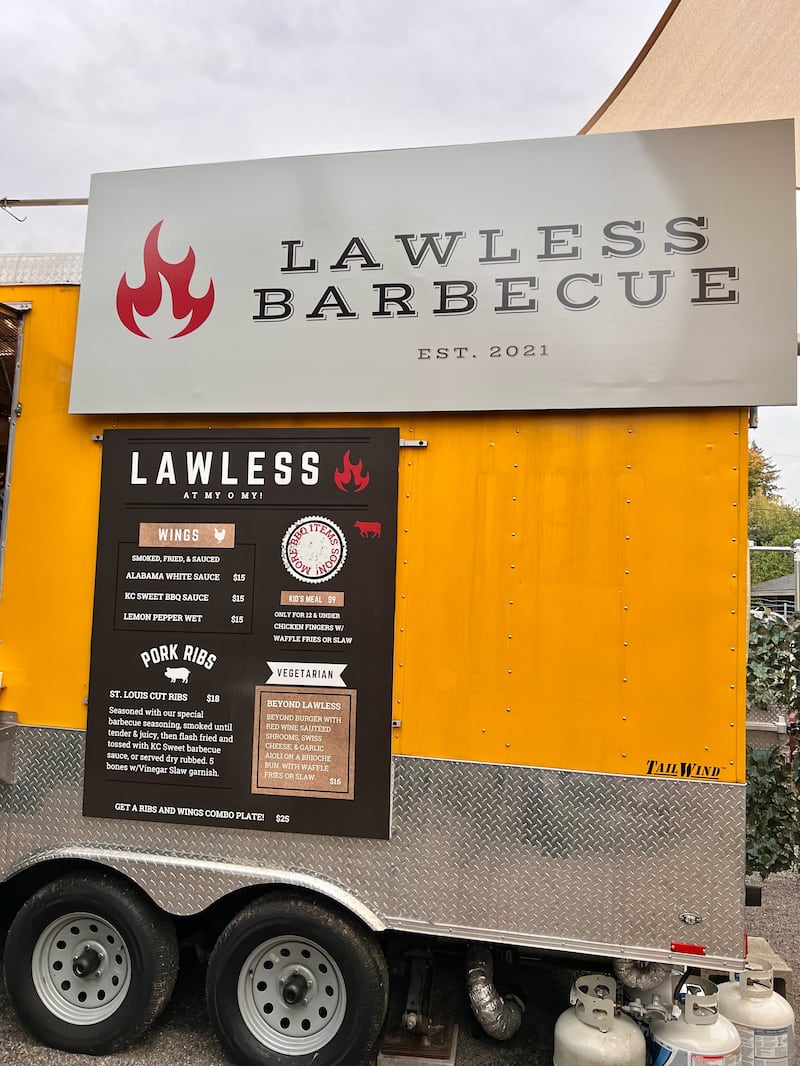 LAWLESS
BARBECUE
EST. 2021
LAWLESS
AT MY O MY!
WINGS
SMOKED, FRIED, & SAUCED
ALABAMA WHITE SAUCE $15
KC SWEET BBQ SAUCE $15
LEMON PEPPER WET $15
PORK RIBS
ST. LOUIS CUT RIBS $18
Seasoned with our special
barbecue seasoning, smoked until
tender & juicy, then flash fried and
tossed with KC Sweet barbecue
sauce, or served dry rubbed. 5
bones w/Vinegar Slaw garnish.
MORE BBQ ITEMS SOON!
KID'S MEAL $9
ONLY FOR 12 & UNDER
CHICKEN FINGERS W/
WAFFLE FRIES OR SLAW
VEGETARIAN
BEYOND LAWLESS
BEYOND BURGER WITH
RED WINE SAUTEED
SHROOMS, SWISS
CHEESE, & GARLIC
AIOLI ON A BRIOCHE
BUN. WITH WAFFLE
FRIES OR SLAW. $16
GET A RIBS AND WINGS COMBO PLATE! $25
TAILWIND